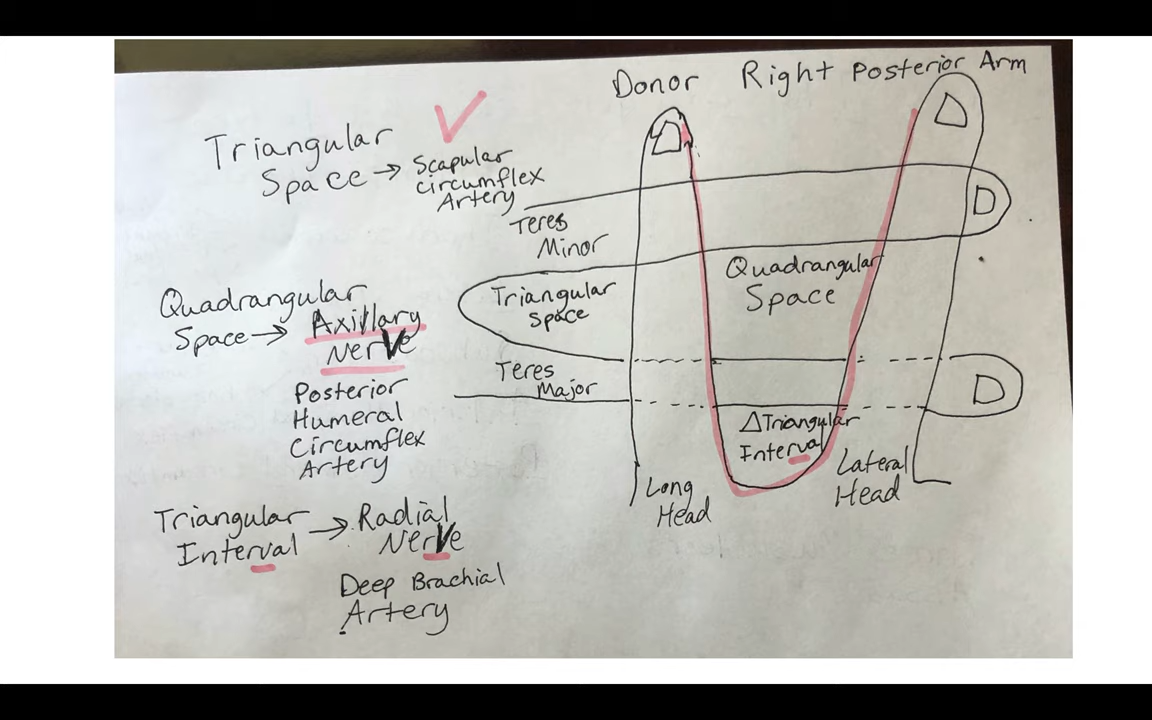 Donor Right Posterior Arm
Triangular
Space → Scapular
Circumflex
Artery
Teres
Minor
Quadrangular
Space → Axillary
Nerve
Posterior
Humeral
Circumflex
Artery
Triangular
Space
Quadrangular
Space
Teres
Major
Δ Triangular
Interval
Long
Head
Lateral
Head
Triangular
Interval → Radial
Nerve
Deep Brachial
Artery
D
D
D
D